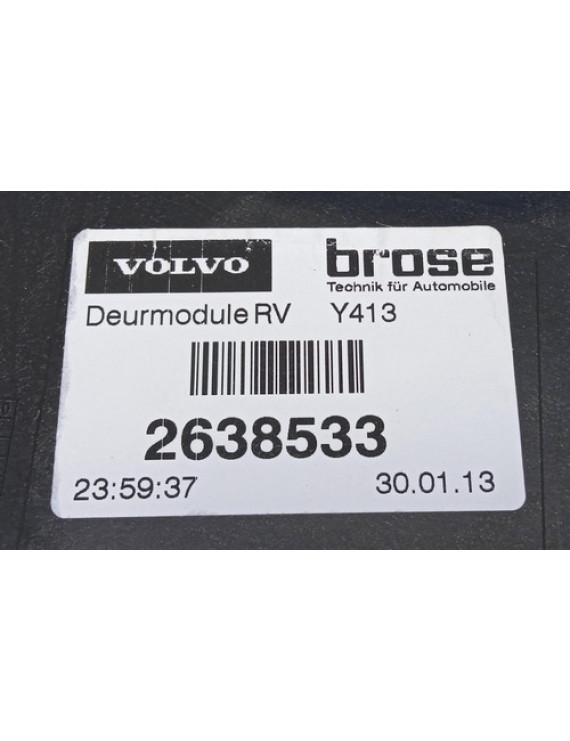 VOLVO brose
Technik für Automobile
Deurmodule RV Y413
2638533
23:59:37 30.01.13